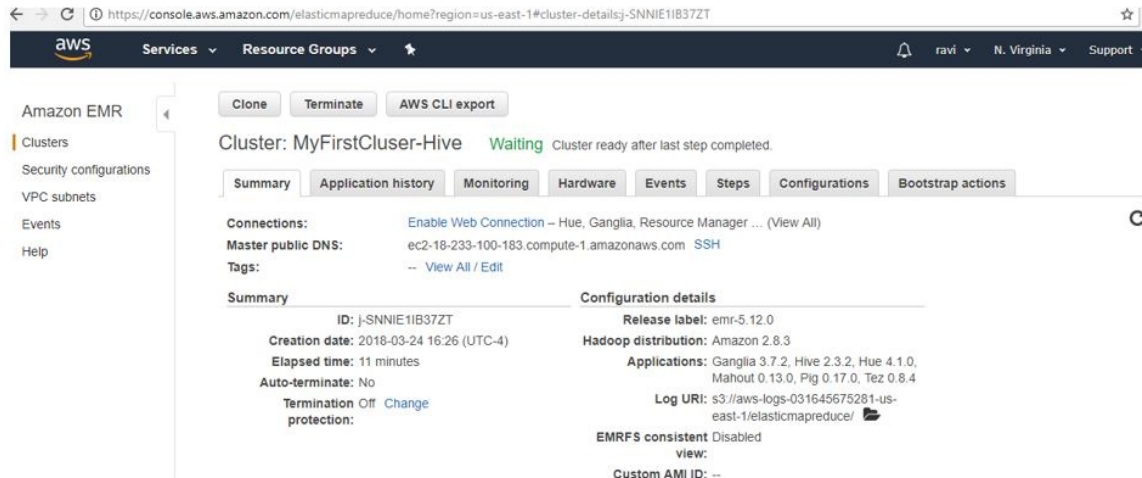 https://console.aws.amazon.com/elasticmapreduce/home?region=us-east-1#cluster-details:j-SNNIE1IB37ZT
aws Services Resource Groups ravi N. Virginia Support
Amazon EMR
Clusters
Security configurations
VPC subnets
Events
Help
Clone Terminate AWS CLI export
Cluster: MyFirstCluser-Hive Waiting Cluster ready after last step completed.
Summary Application history Monitoring Hardware Events Steps Configurations Bootstrap actions
Connections: Enable Web Connection – Hue, Ganglia, Resource Manager ... (View All)
Master public DNS: ec2-18-233-100-183.compute-1.amazonaws.com SSH
Tags: -- View All / Edit
Summary
ID: j-SNNIE1IB37ZT
Creation date: 2018-03-24 16:26 (UTC-4)
Elapsed time: 11 minutes
Auto-terminate: No
Termination Off Change
protection:
Configuration details
Release label: emr-5.12.0
Hadoop distribution: Amazon 2.8.3
Applications: Ganglia 3.7.2, Hive 2.3.2, Hue 4.1.0,
Mahout 0.13.0, Pig 0.17.0, Tez 0.8.4
Log URI: s3://aws-logs-031645675281-us-
east-1/elasticmapreduce/
EMRFS consistent Disabled
view:
Custom AMI ID: --